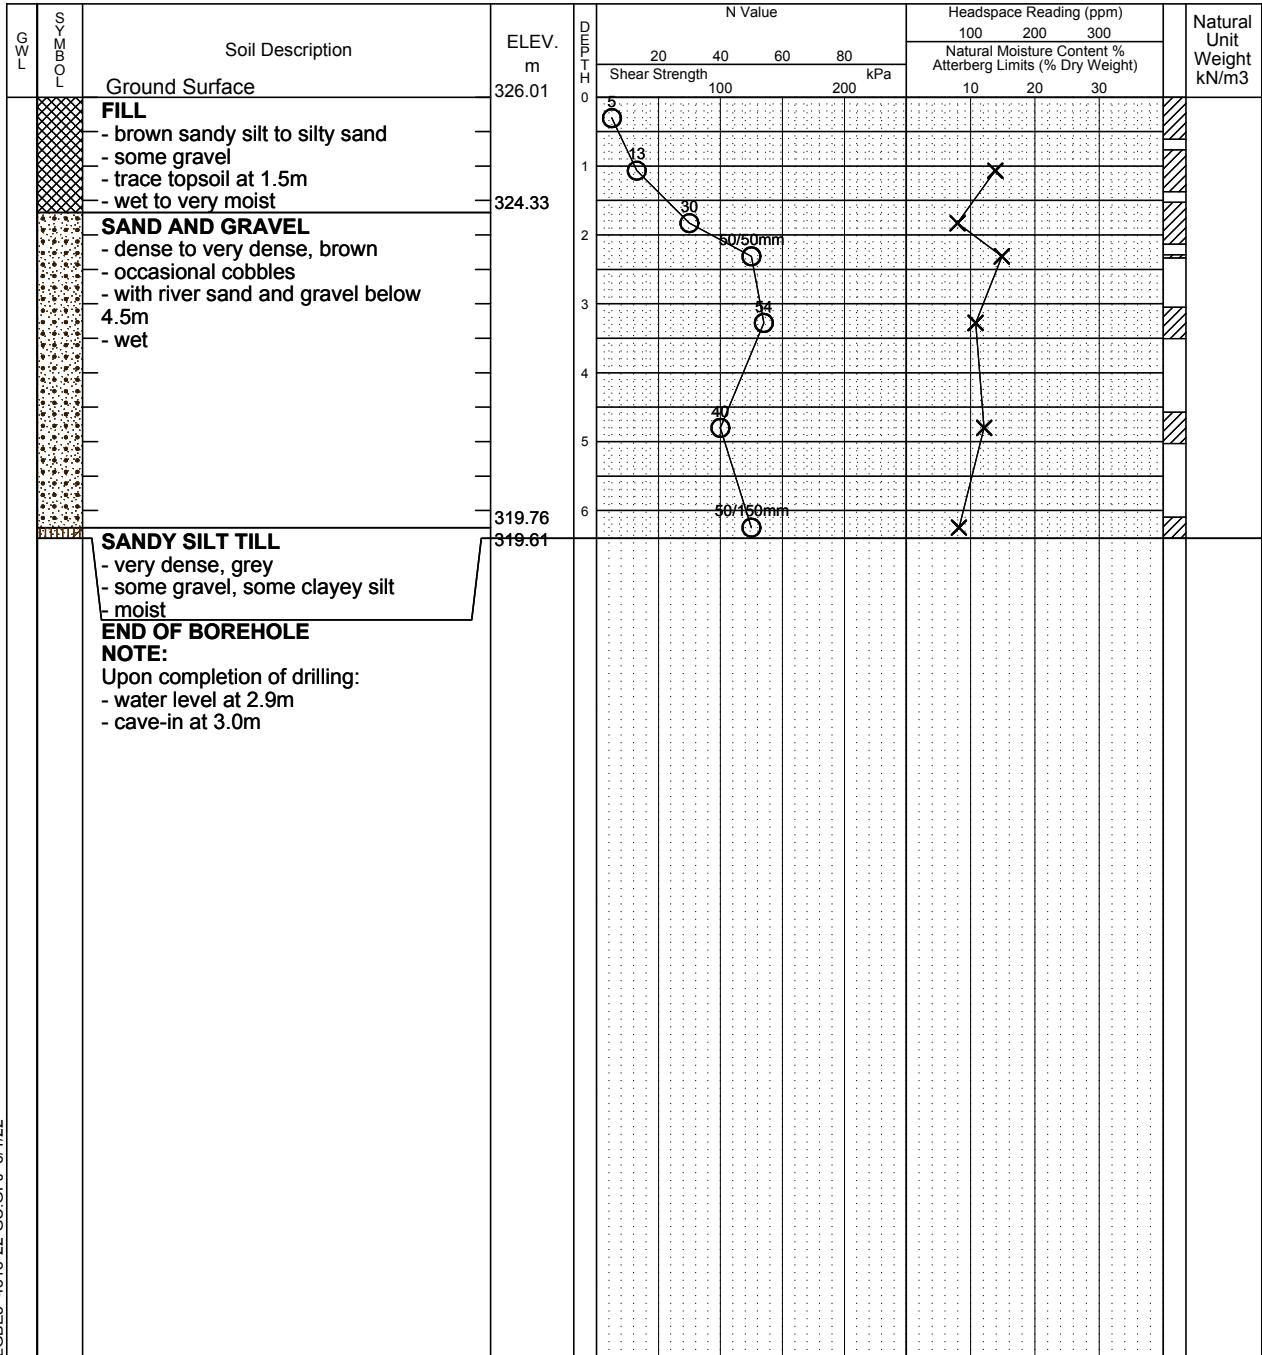 GWL
SYMBOL
Soil Description
ELEV.
m
DEPTH
N Value
20 40 60 80
Shear Strength kPa
100 200
Headspace Reading (ppm)
100 200 300
Natural Moisture Content %
Atterberg Limits (% Dry Weight)
10 20 30
Natural
Unit
Weight
kN/m3
Ground Surface
326.01
0
FILL
- brown sandy silt to silty sand
- some gravel
- trace topsoil at 1.5m
- wet to very moist
324.33
SAND AND GRAVEL
- dense to very dense, brown
- occasional cobbles
- with river sand and gravel below
4.5m
- wet
319.76
SANDY SILT TILL
319.61
- very dense, grey
- some gravel, some clayey silt
- moist
END OF BOREHOLE
NOTE:
Upon completion of drilling:
- water level at 2.9m
- cave-in at 3.0m
1
2
3
4
5
6
5
13
30
50/50mm
54
40
50/150mm